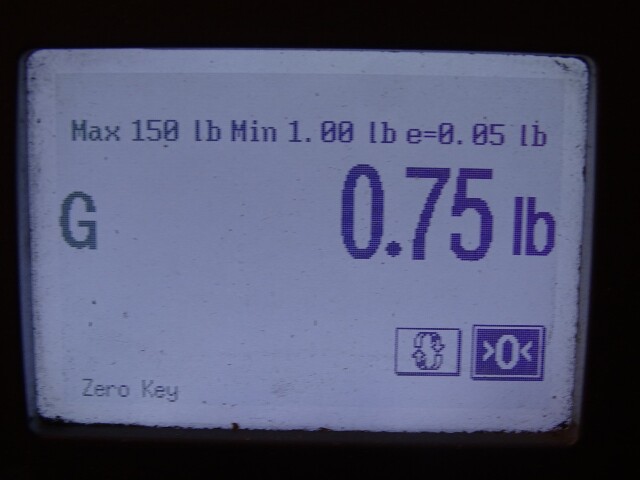 Max 150 lb Min 1.00 lb e=0.05 lb
G 0.75 lb
>0<
Zero Key